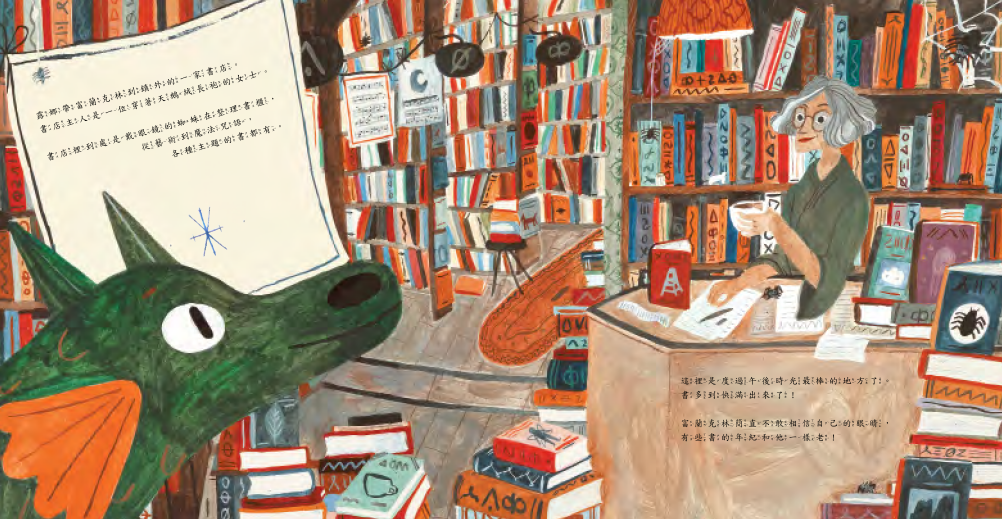 露娜帶富蘭克林到鎮外的一家書店，
書店主人是一位穿著天鵝絨長袍的女士。
書店裡到處是戴眼鏡的蜘蛛在整理書櫃，
從藝術到魔法咒語，
各種主題的書都有。
這裡是度過午後時光最棒的地方了。
書多到快滿出來了！
富蘭克林簡直不敢相信自己的眼睛，
有些書的年紀和他一樣老！